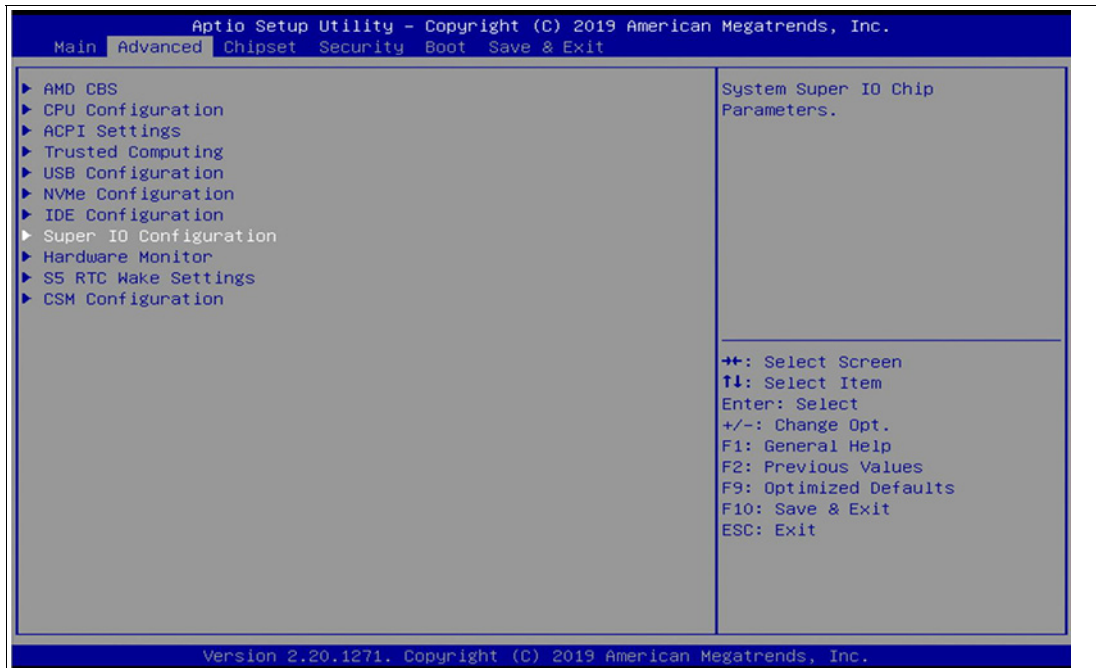 Aptio Setup Utility – Copyright (C) 2019 American Megatrends, Inc.
Main Advanced Chipset Security Boot Save & Exit
▶ AMD CBS
▶ CPU Configuration
▶ ACPI Settings
▶ Trusted Computing
▶ USB Configuration
▶ NVMe Configuration
▶ IDE Configuration
▶ Super IO Configuration
▶ Hardware Monitor
▶ S5 RTC Wake Settings
▶ CSM Configuration
System Super IO Chip
Parameters.
→←: Select Screen
↑↓: Select Item
Enter: Select
+/-: Change Opt.
F1: General Help
F2: Previous Values
F9: Optimized Defaults
F10: Save & Exit
ESC: Exit
Version 2.20.1271. Copyright (C) 2019 American Megatrends, Inc.